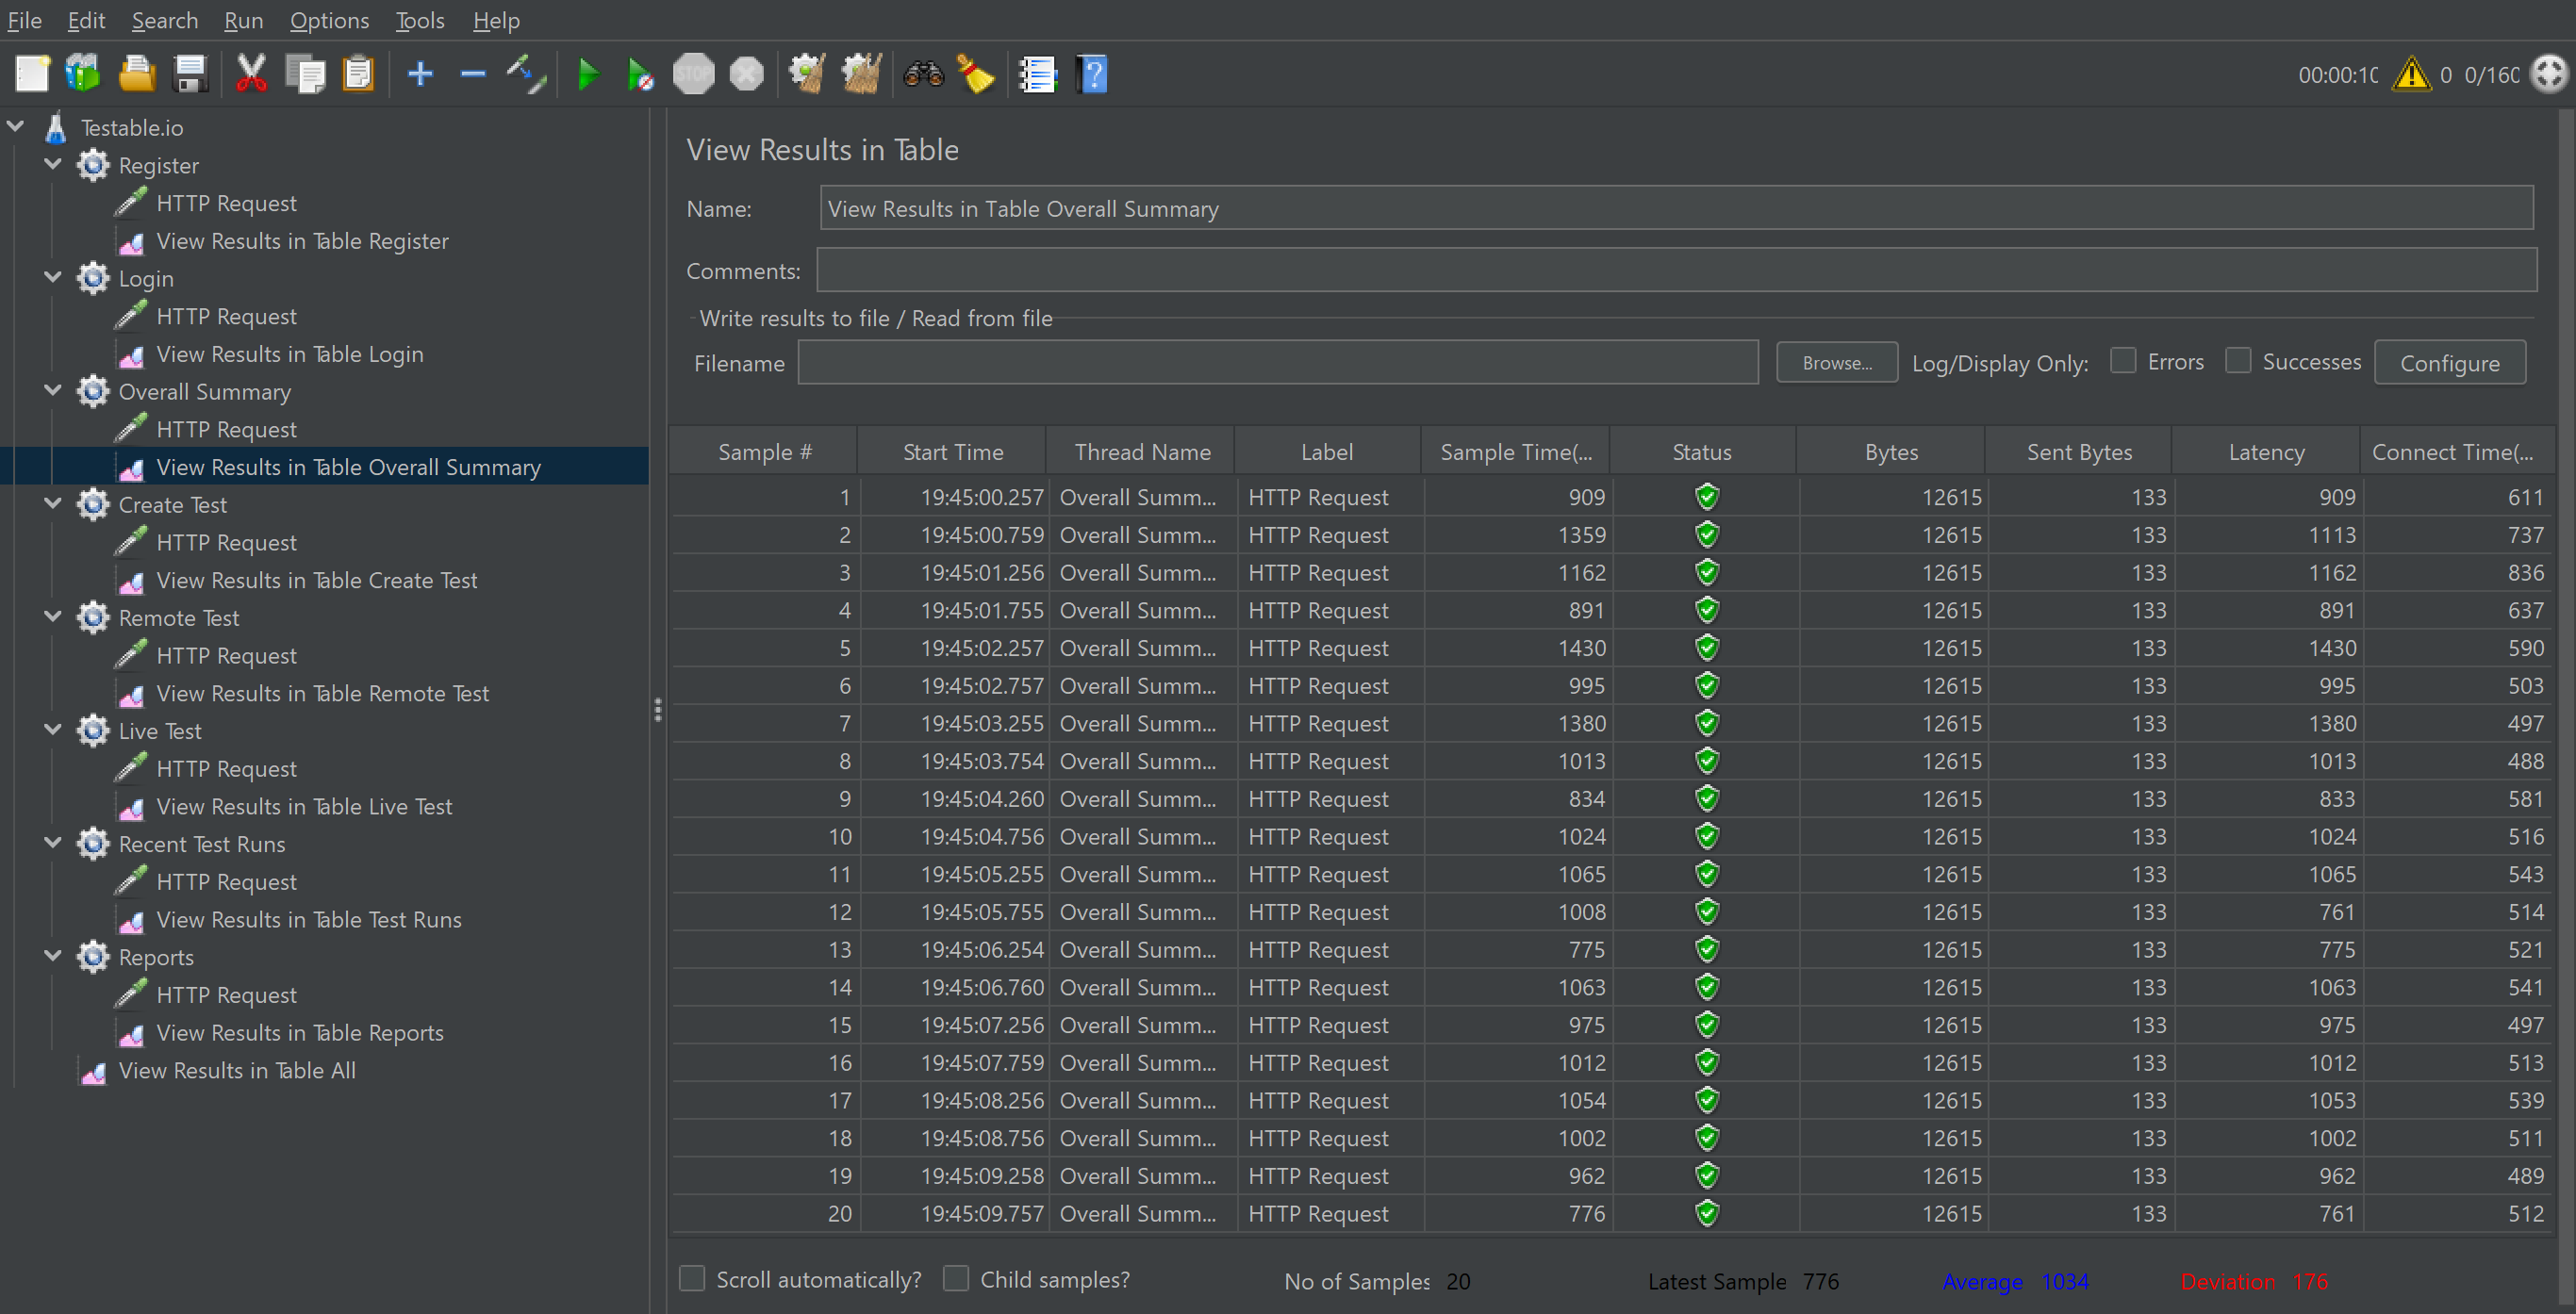 File Edit Search Run Options Tools Help
STOP
00:00:10 0 0/160
Testable.io
Register
HTTP Request
View Results in Table Register
Login
HTTP Request
View Results in Table Login
Overall Summary
HTTP Request
View Results in Table Overall Summary
Create Test
HTTP Request
View Results in Table Create Test
Remote Test
HTTP Request
View Results in Table Remote Test
Live Test
HTTP Request
View Results in Table Live Test
Recent Test Runs
HTTP Request
View Results in Table Test Runs
Reports
HTTP Request
View Results in Table Reports
View Results in Table All
View Results in Table
Name: View Results in Table Overall Summary
Comments:
Write results to file / Read from file
Filename Browse... Log/Display Only: Errors Successes Configure
Sample # Start Time Thread Name Label Sample Time(... Status Bytes Sent Bytes Latency Connect Time(...
1 19:45:00.257 Overall Summ... HTTP Request 909 12615 133 909 611
2 19:45:00.759 Overall Summ... HTTP Request 1359 12615 133 1113 737
3 19:45:01.256 Overall Summ... HTTP Request 1162 12615 133 1162 836
4 19:45:01.755 Overall Summ... HTTP Request 891 12615 133 891 637
5 19:45:02.257 Overall Summ... HTTP Request 1430 12615 133 1430 590
6 19:45:02.757 Overall Summ... HTTP Request 995 12615 133 995 503
7 19:45:03.255 Overall Summ... HTTP Request 1380 12615 133 1380 497
8 19:45:03.754 Overall Summ... HTTP Request 1013 12615 133 1013 488
9 19:45:04.260 Overall Summ... HTTP Request 834 12615 133 833 581
10 19:45:04.756 Overall Summ... HTTP Request 1024 12615 133 1024 516
11 19:45:05.255 Overall Summ... HTTP Request 1065 12615 133 1065 543
12 19:45:05.755 Overall Summ... HTTP Request 1008 12615 133 761 514
13 19:45:06.254 Overall Summ... HTTP Request 775 12615 133 775 521
14 19:45:06.760 Overall Summ... HTTP Request 1063 12615 133 1063 541
15 19:45:07.256 Overall Summ... HTTP Request 975 12615 133 975 497
16 19:45:07.759 Overall Summ... HTTP Request 1012 12615 133 1012 513
17 19:45:08.256 Overall Summ... HTTP Request 1054 12615 133 1053 539
18 19:45:08.756 Overall Summ... HTTP Request 1002 12615 133 1002 511
19 19:45:09.258 Overall Summ... HTTP Request 962 12615 133 962 489
20 19:45:09.757 Overall Summ... HTTP Request 776 12615 133 761 512
Scroll automatically? Child samples? No of Samples 20 Latest Sample 776 Average 1034 Deviation 176